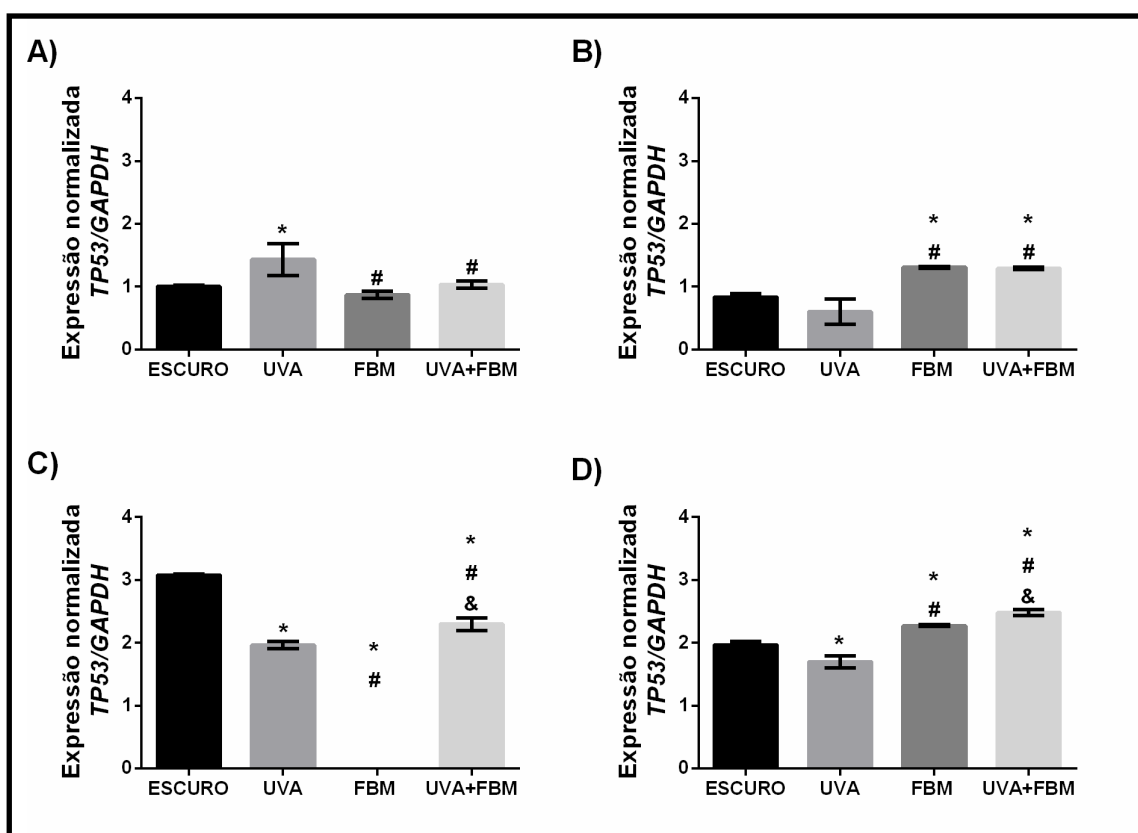 A)
Expressão normalizada
TP53/GAPDH
4
3
2
1
0
*
#
#
ESCURO UVA FBM UVA+FBM
B)
Expressão normalizada
TP53/GAPDH
4
3
2
1
0
* *
# #
ESCURO UVA FBM UVA+FBM
C)
Expressão normalizada
TP53/GAPDH
4
3
2
1
0
*
*
#
*
#
&
ESCURO UVA FBM UVA+FBM
D)
Expressão normalizada
TP53/GAPDH
4
3
2
1
0
*
*
#
*
#
&
ESCURO UVA FBM UVA+FBM